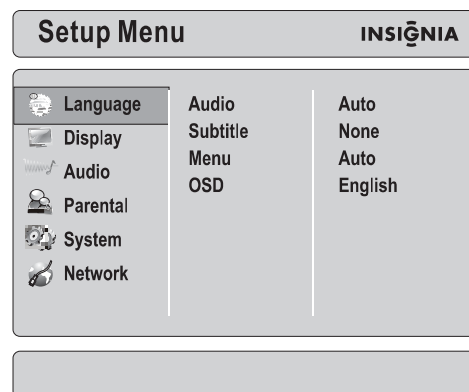 Setup Menu
INSIGNIA
Language
Display
Audio
Parental
System
Network
Audio Auto
Subtitle None
Menu Auto
OSD English